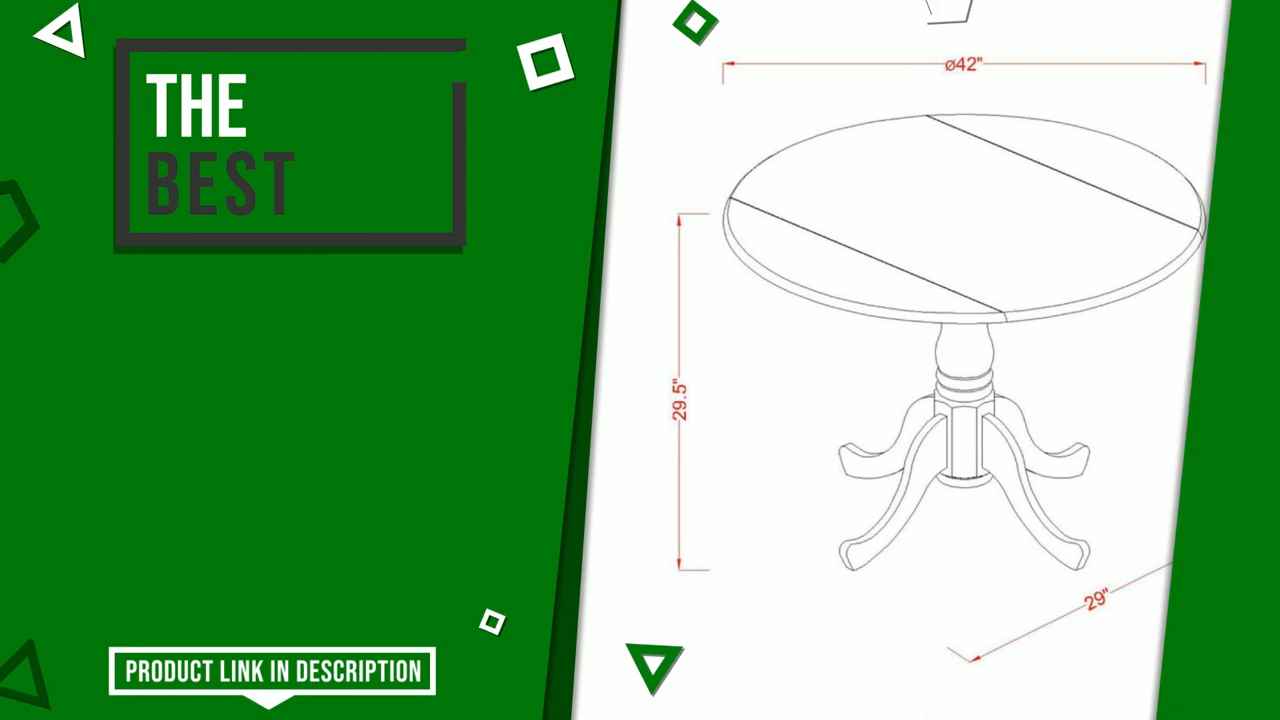 THE
BEST
ø42"
29.5"
29"
PRODUCT LINK IN DESCRIPTION